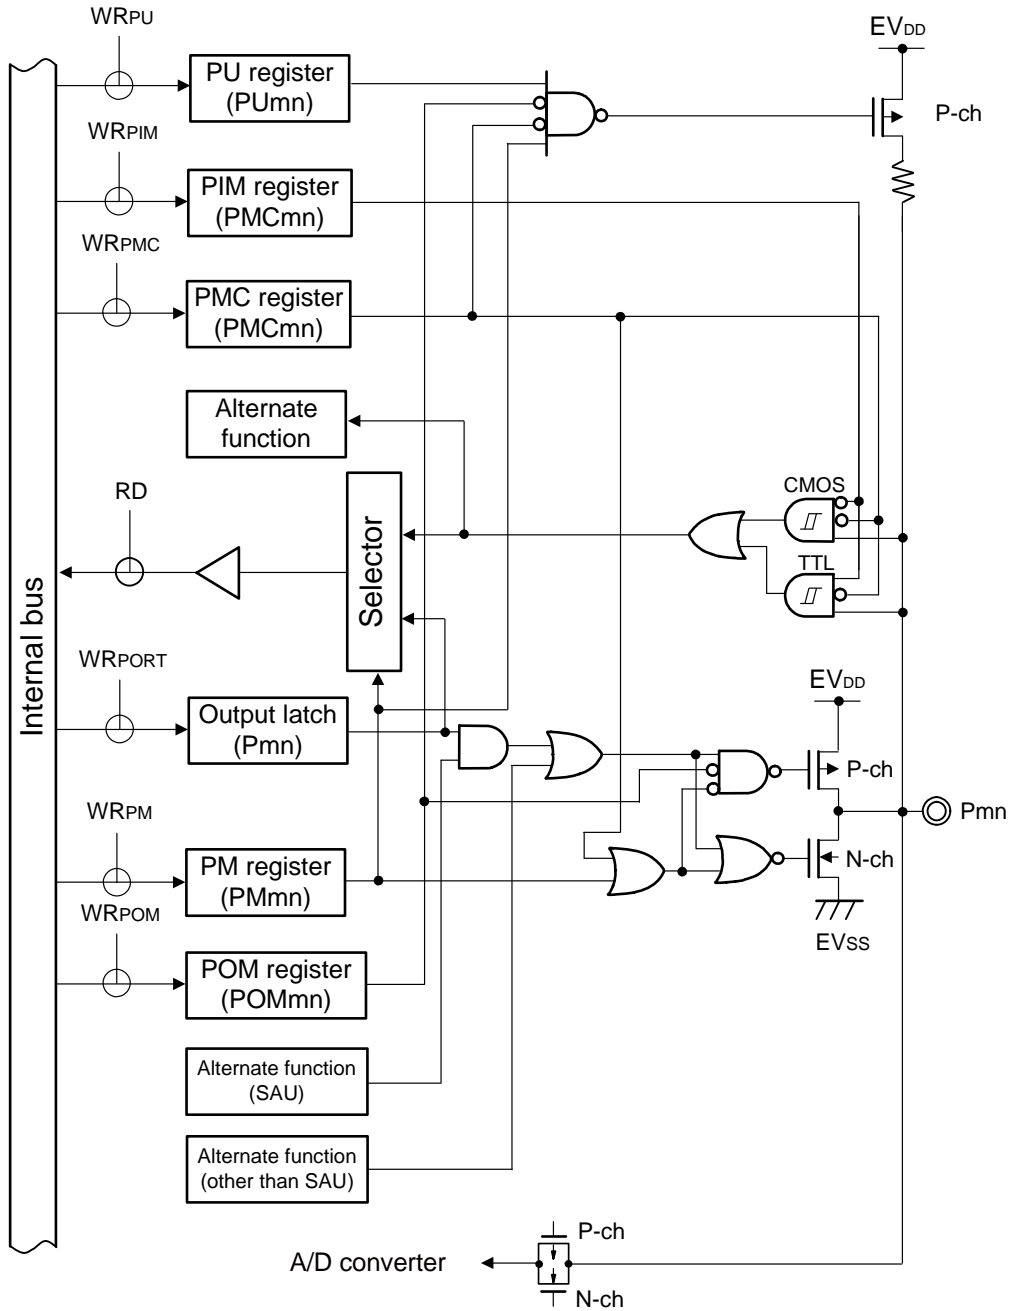 WRPU
EVDD
PU register
(PUmn)
P-ch
WRPIM
PIM register
(PMCmn)
WRPMC
PMC register
(PMCmn)
Alternate
function
CMOS
RD
Selector
TTL
Internal bus
WRPORT
EVDD
Output latch
(Pmn)
P-ch
WRPM
Pmn
PM register
(PMmn)
N-ch
WRPOM
EVSS
POM register
(POMmn)
Alternate function
(SAU)
Alternate function
(other than SAU)
P-ch
A/D converter
N-ch